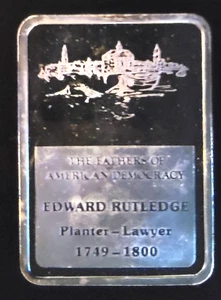 THE FATHERS OF
AMERICAN DEMOCRACY
EDWARD RUTLEDGE
Planter - Lawyer
1749 - 1800